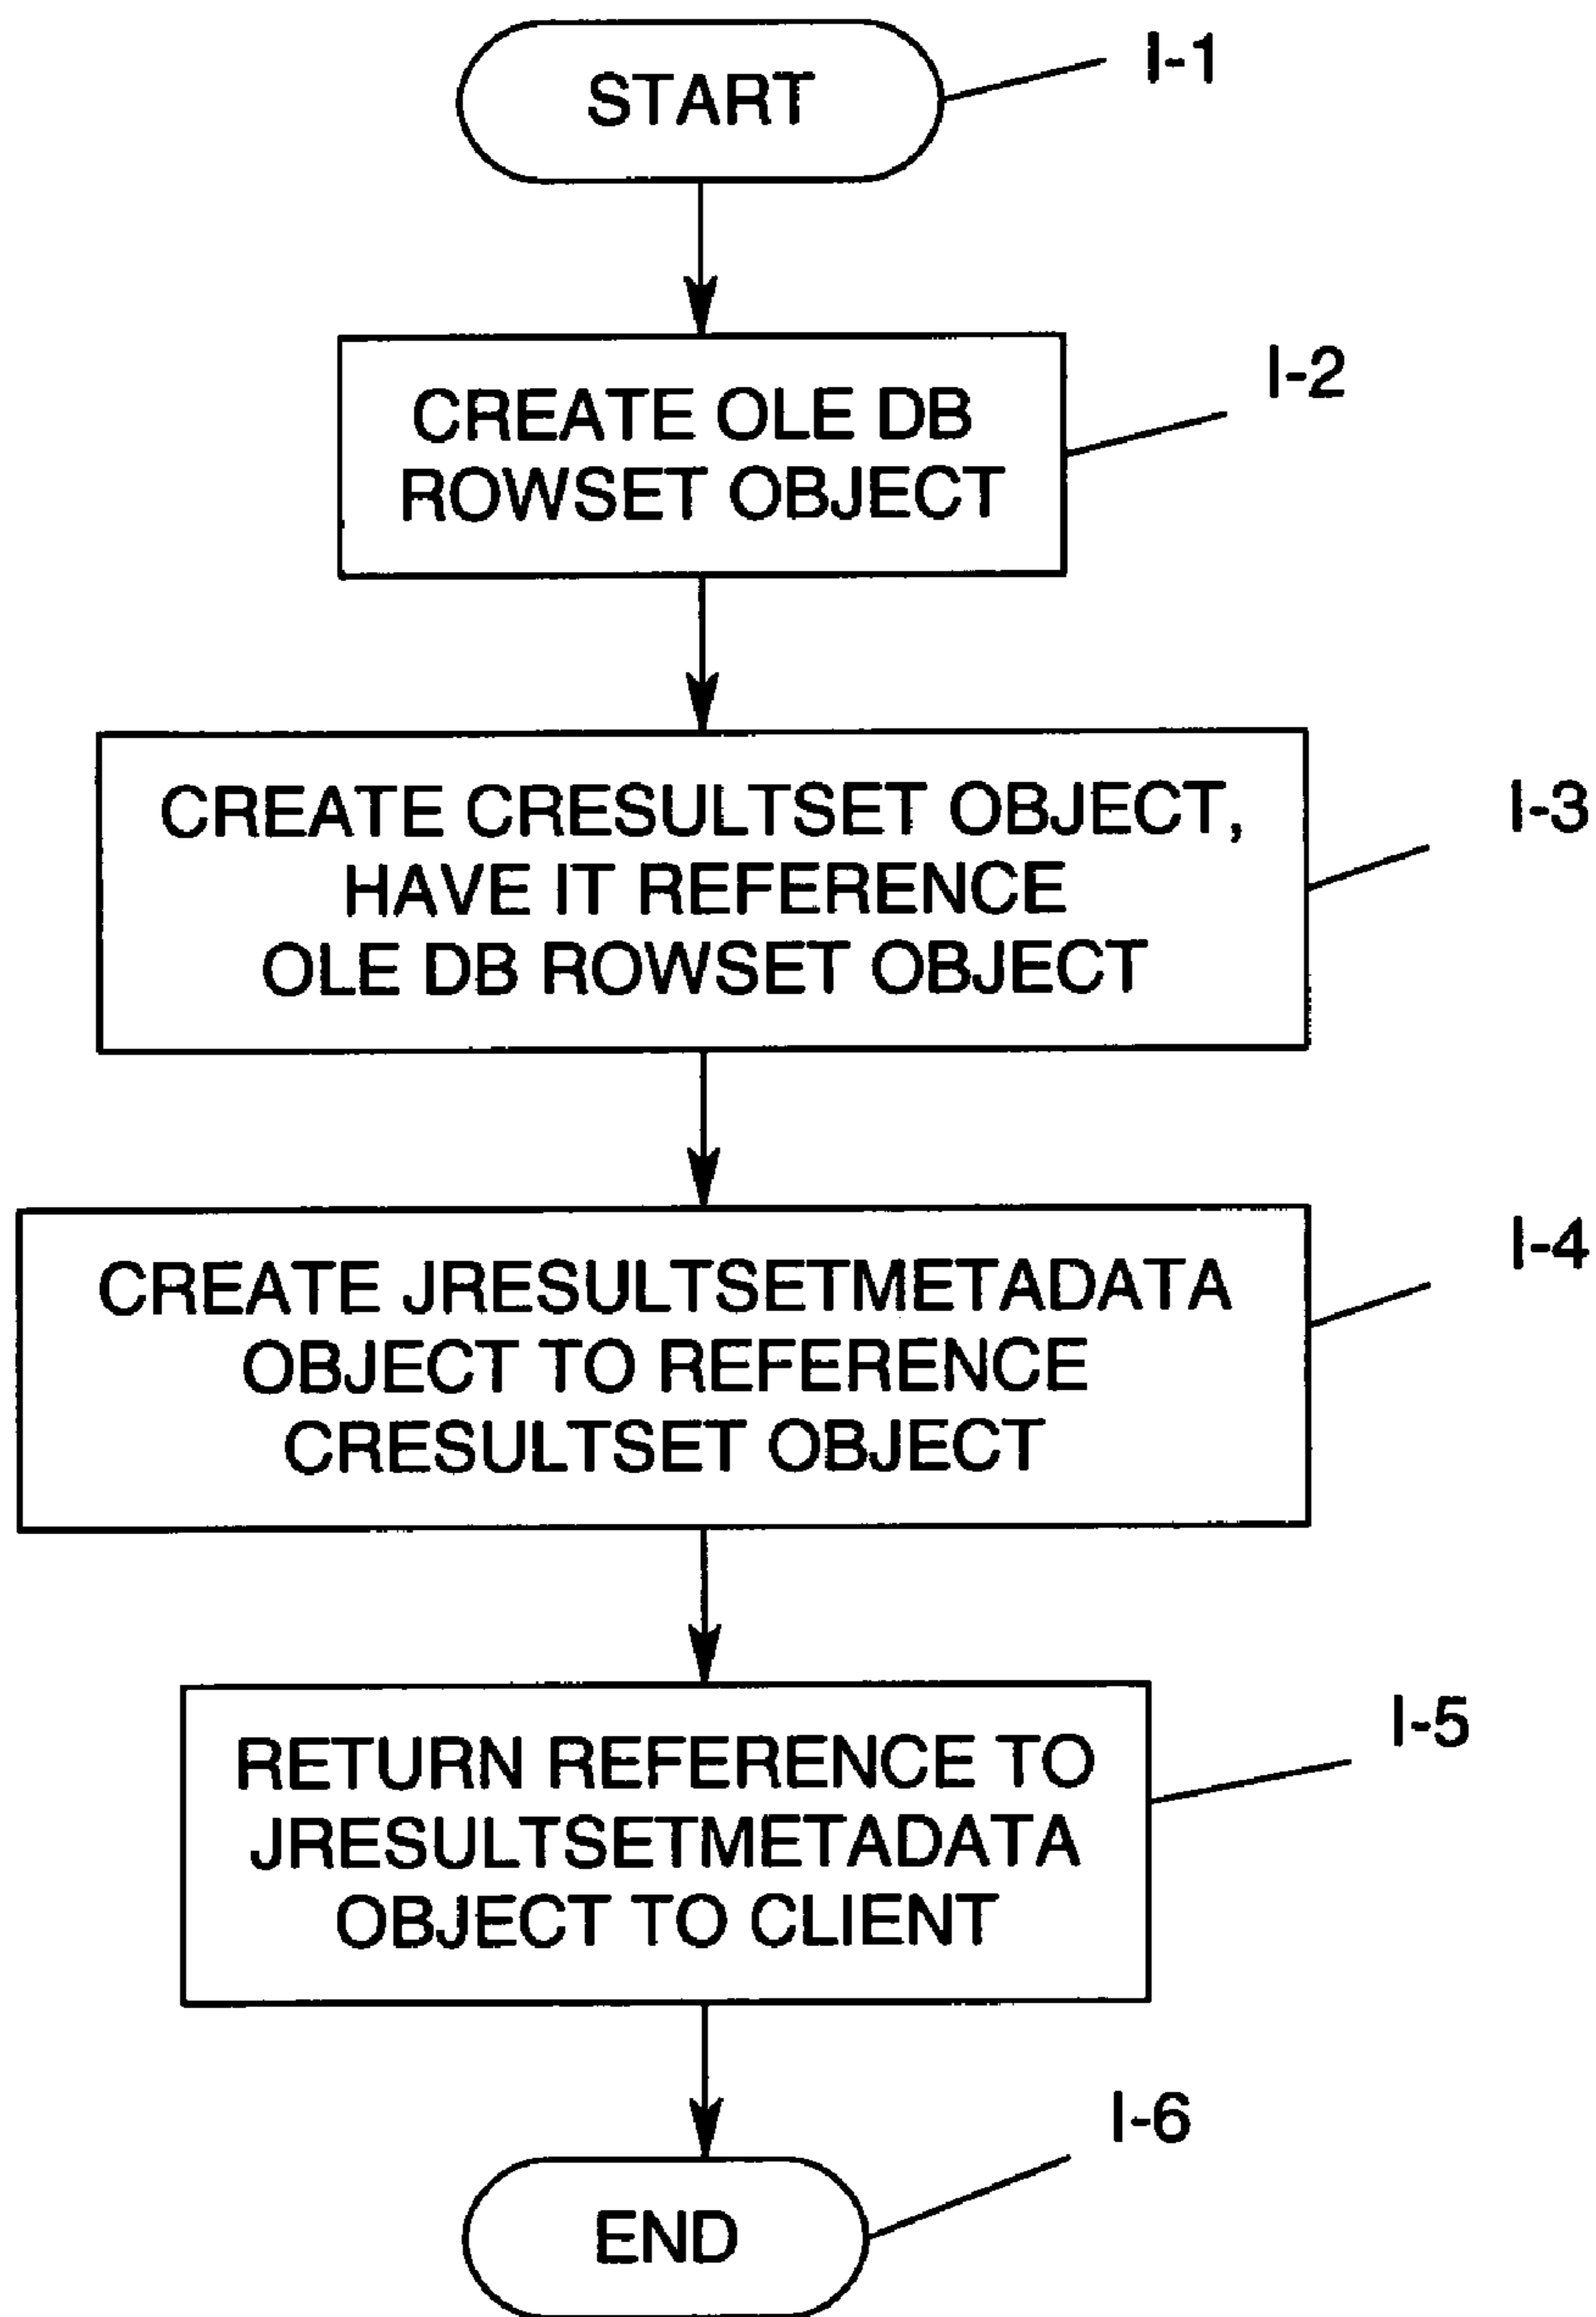 START
I-1
CREATE OLE DB
ROWSET OBJECT
I-2
CREATE CRESULTSET OBJECT,
HAVE IT REFERENCE
OLE DB ROWSET OBJECT
I-3
CREATE JRESULTSETMETADATA
OBJECT TO REFERENCE
CRESULTSET OBJECT
I-4
RETURN REFERENCE TO
JRESULTSETMETADATA
OBJECT TO CLIENT
I-5
END
I-6